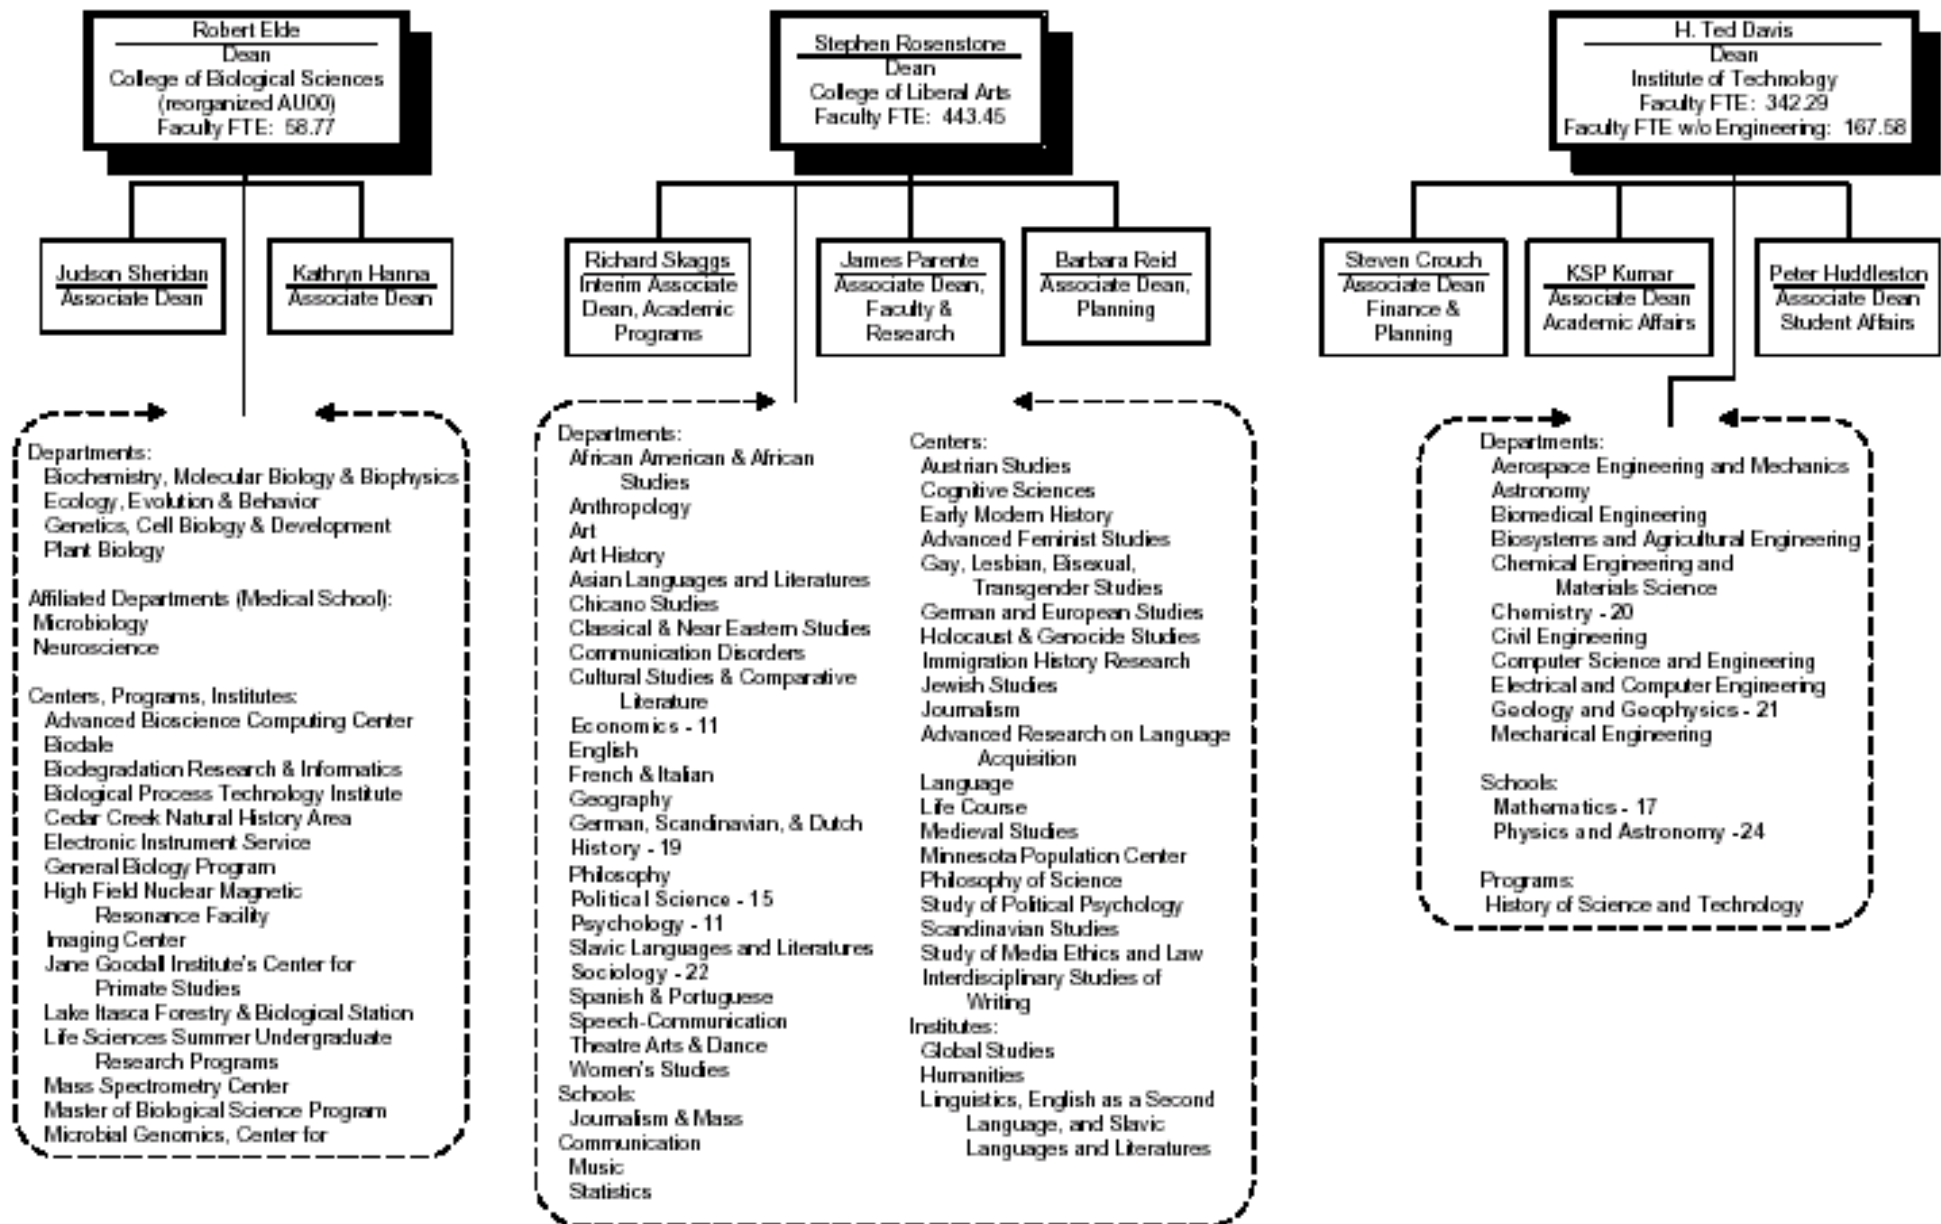 Robert Elde
Dean
College of Biological Sciences
(reorganized AU00)
Faculty FTE: 58.77
Judson Sheridan
Associate Dean
Kathryn Hanna
Associate Dean
Departments:
Biochemistry, Molecular Biology & Biophysics
Ecology, Evolution & Behavior
Genetics, Cell Biology & Development
Plant Biology
Affiliated Departments (Medical School):
Microbiology
Neuroscience
Centers, Programs, Institutes:
Advanced Bioscience Computing Center
Biodale
Biodegradation Research & Informatics
Biological Process Technology Institute
Cedar Creek Natural History Area
Electronic Instrument Service
General Biology Program
High Field Nuclear Magnetic
Resonance Facility
Imaging Center
Jane Goodall Institute's Center for
Primate Studies
Lake Itasca Forestry & Biological Station
Life Sciences Summer Undergraduate
Research Programs
Mass Spectrometry Center
Master of Biological Science Program
Microbial Genomics, Center for
Stephen Rosenstone
Dean
College of Liberal Arts
Faculty FTE: 443.45
Richard Skaggs
Interim Associate
Dean, Academic
Programs
James Parente
Associate Dean,
Faculty &
Research
Barbara Reid
Associate Dean,
Planning
Departments:
African American & African
Studies
Anthropology
Art
Art History
Asian Languages and Literatures
Chicano Studies
Classical & Near Eastern Studies
Communication Disorders
Cultural Studies & Comparative
Literature
Economics - 11
English
French & Italian
Geography
German, Scandinavian, & Dutch
History - 19
Philosophy
Political Science - 15
Psychology - 11
Slavic Languages and Literatures
Sociology - 22
Spanish & Portuguese
Speech-Communication
Theatre Arts & Dance
Women's Studies
Schools:
Journalism & Mass
Communication
Music
Statistics
Centers:
Austrian Studies
Cognitive Sciences
Early Modern History
Advanced Feminist Studies
Gay, Lesbian, Bisexual,
Transgender Studies
German and European Studies
Holocaust & Genocide Studies
Immigration History Research
Jewish Studies
Journalism
Advanced Research on Language
Acquisition
Language
Life Course
Medieval Studies
Minnesota Population Center
Philosophy of Science
Study of Political Psychology
Scandinavian Studies
Study of Media Ethics and Law
Interdisciplinary Studies of
Writing
Institutes:
Global Studies
Humanities
Linguistics, English as a Second
Language, and Slavic
Languages and Literatures
H. Ted Davis
Dean
Institute of Technology
Faculty FTE: 342.29
Faculty FTE w/o Engineering: 167.58
Steven Crouch
Associate Dean
Finance &
Planning
KSP Kumar
Associate Dean
Academic Affairs
Peter Huddleston
Associate Dean
Student Affairs
Departments:
Aerospace Engineering and Mechanics
Astronomy
Biomedical Engineering
Biosystems and Agricultural Engineering
Chemical Engineering and
Materials Science
Chemistry - 20
Civil Engineering
Computer Science and Engineering
Electrical and Computer Engineering
Geology and Geophysics - 21
Mechanical Engineering
Schools:
Mathematics - 17
Physics and Astronomy -24
Programs:
History of Science and Technology